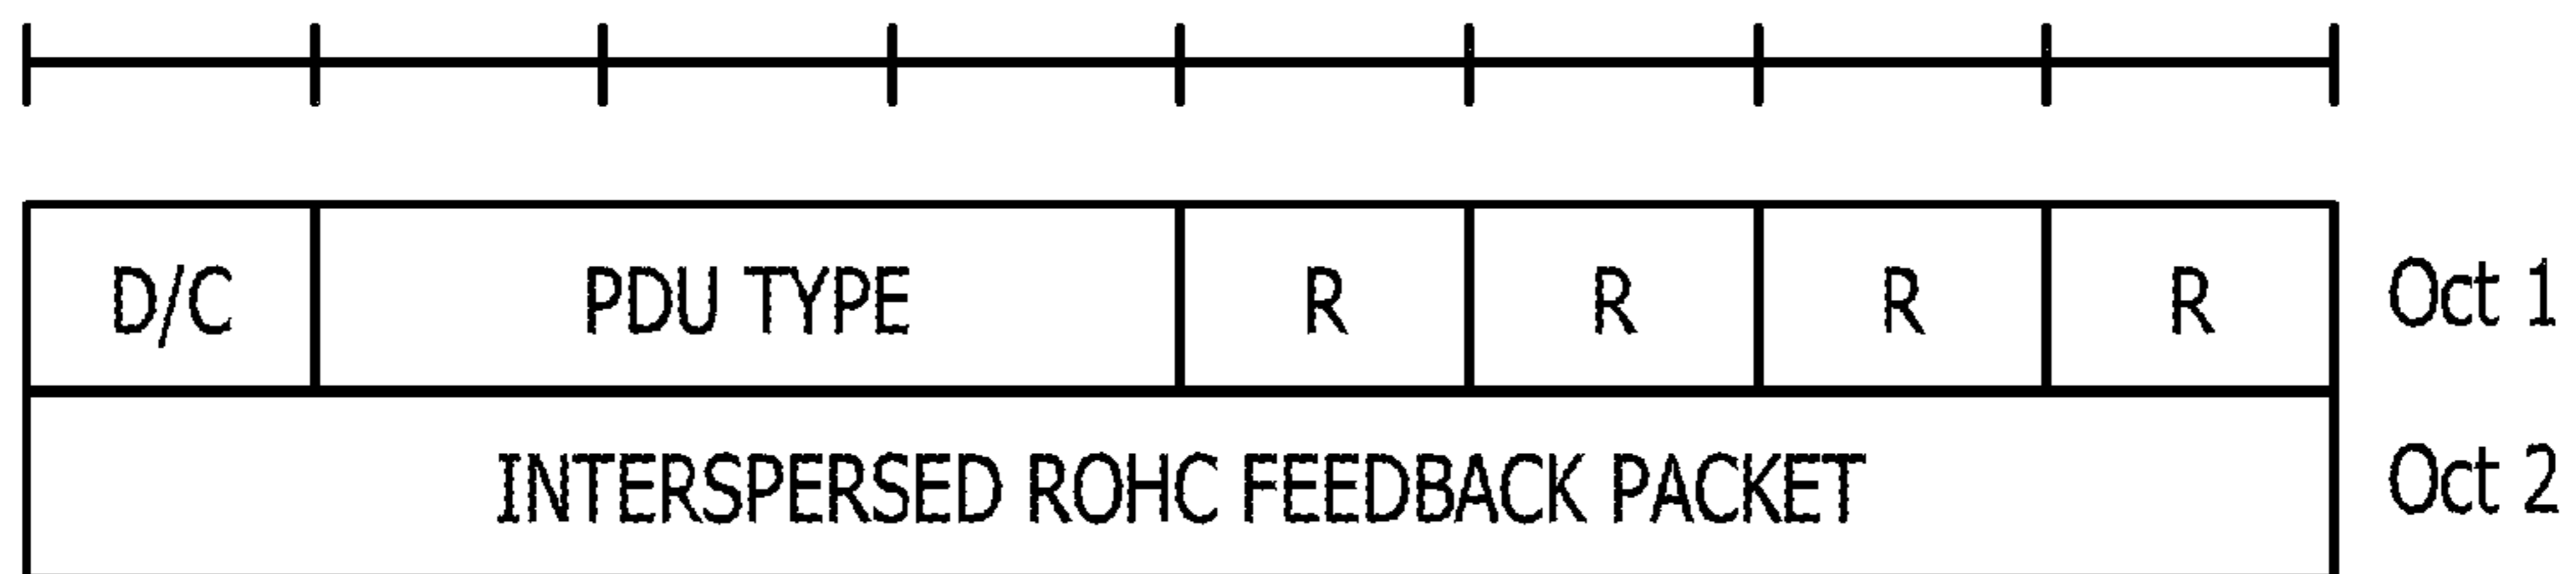 D/C PDU TYPE R R R R Oct 1
INTERSPERSED ROHC FEEDBACK PACKET Oct 2